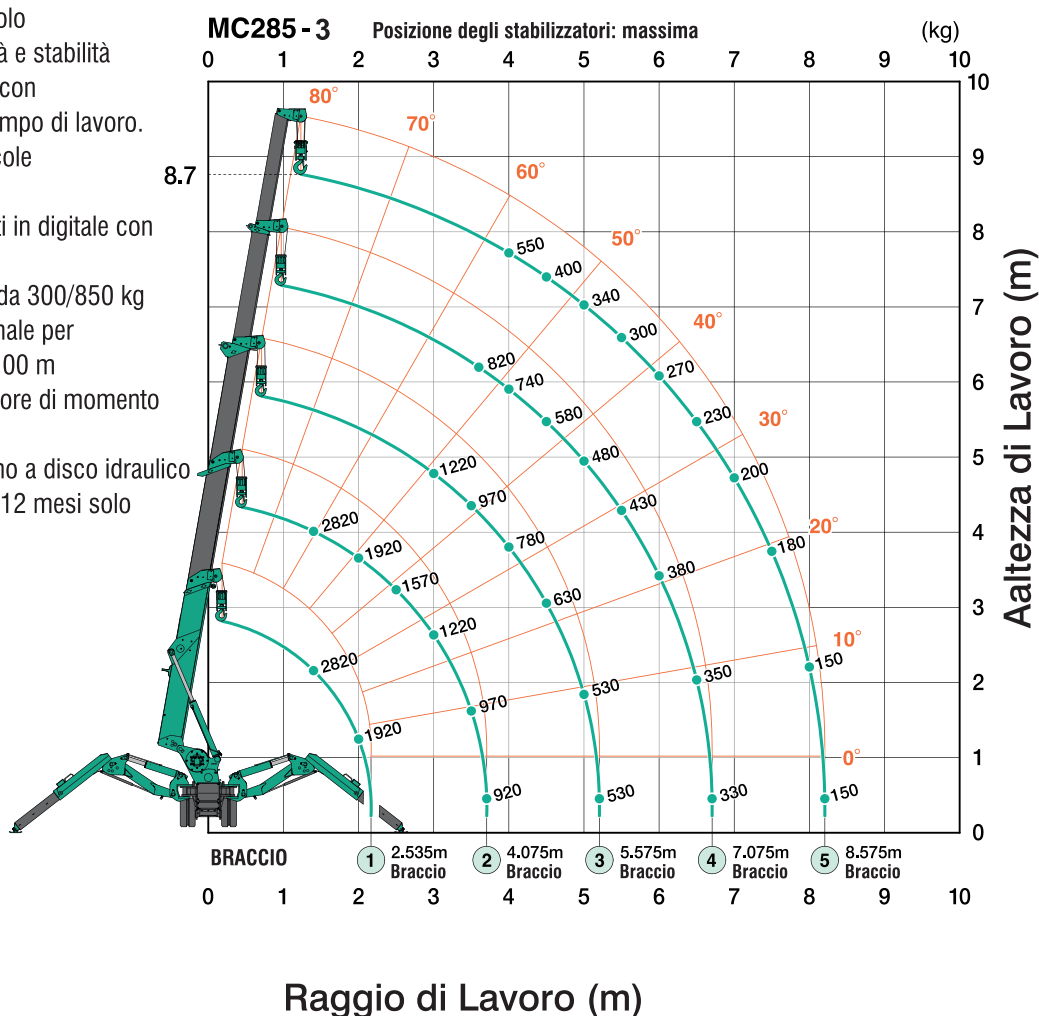 olo
à e stabilità
con
mpo di lavoro.
cole
ti in digitale con
da 300/850 kg
nale per
00 m
ore di momento
no a disco idraulico
12 mesi solo
MC285-3 Posizione degli stabilizzatori: massima (kg)
0 1 2 3 4 5 6 7 8 9 10
10
9
8
7
6
5
4
3
2
1
0
8.7
80°
70°
60°
50°
40°
30°
20°
10°
0°
550
400
340
300
270
230
200
180
150
150
820
740
580
480
430
380
350
330
1220
970
780
630
530
530
2820
1920
1570
1220
970
920
2820
1920
BRACCIO
1 2.535m Braccio
2 4.075m Braccio
3 5.575m Braccio
4 7.075m Braccio
5 8.575m Braccio
0 1 2 3 4 5 6 7 8 9 10
Aaltezza di Lavoro (m)
Raggio di Lavoro (m)